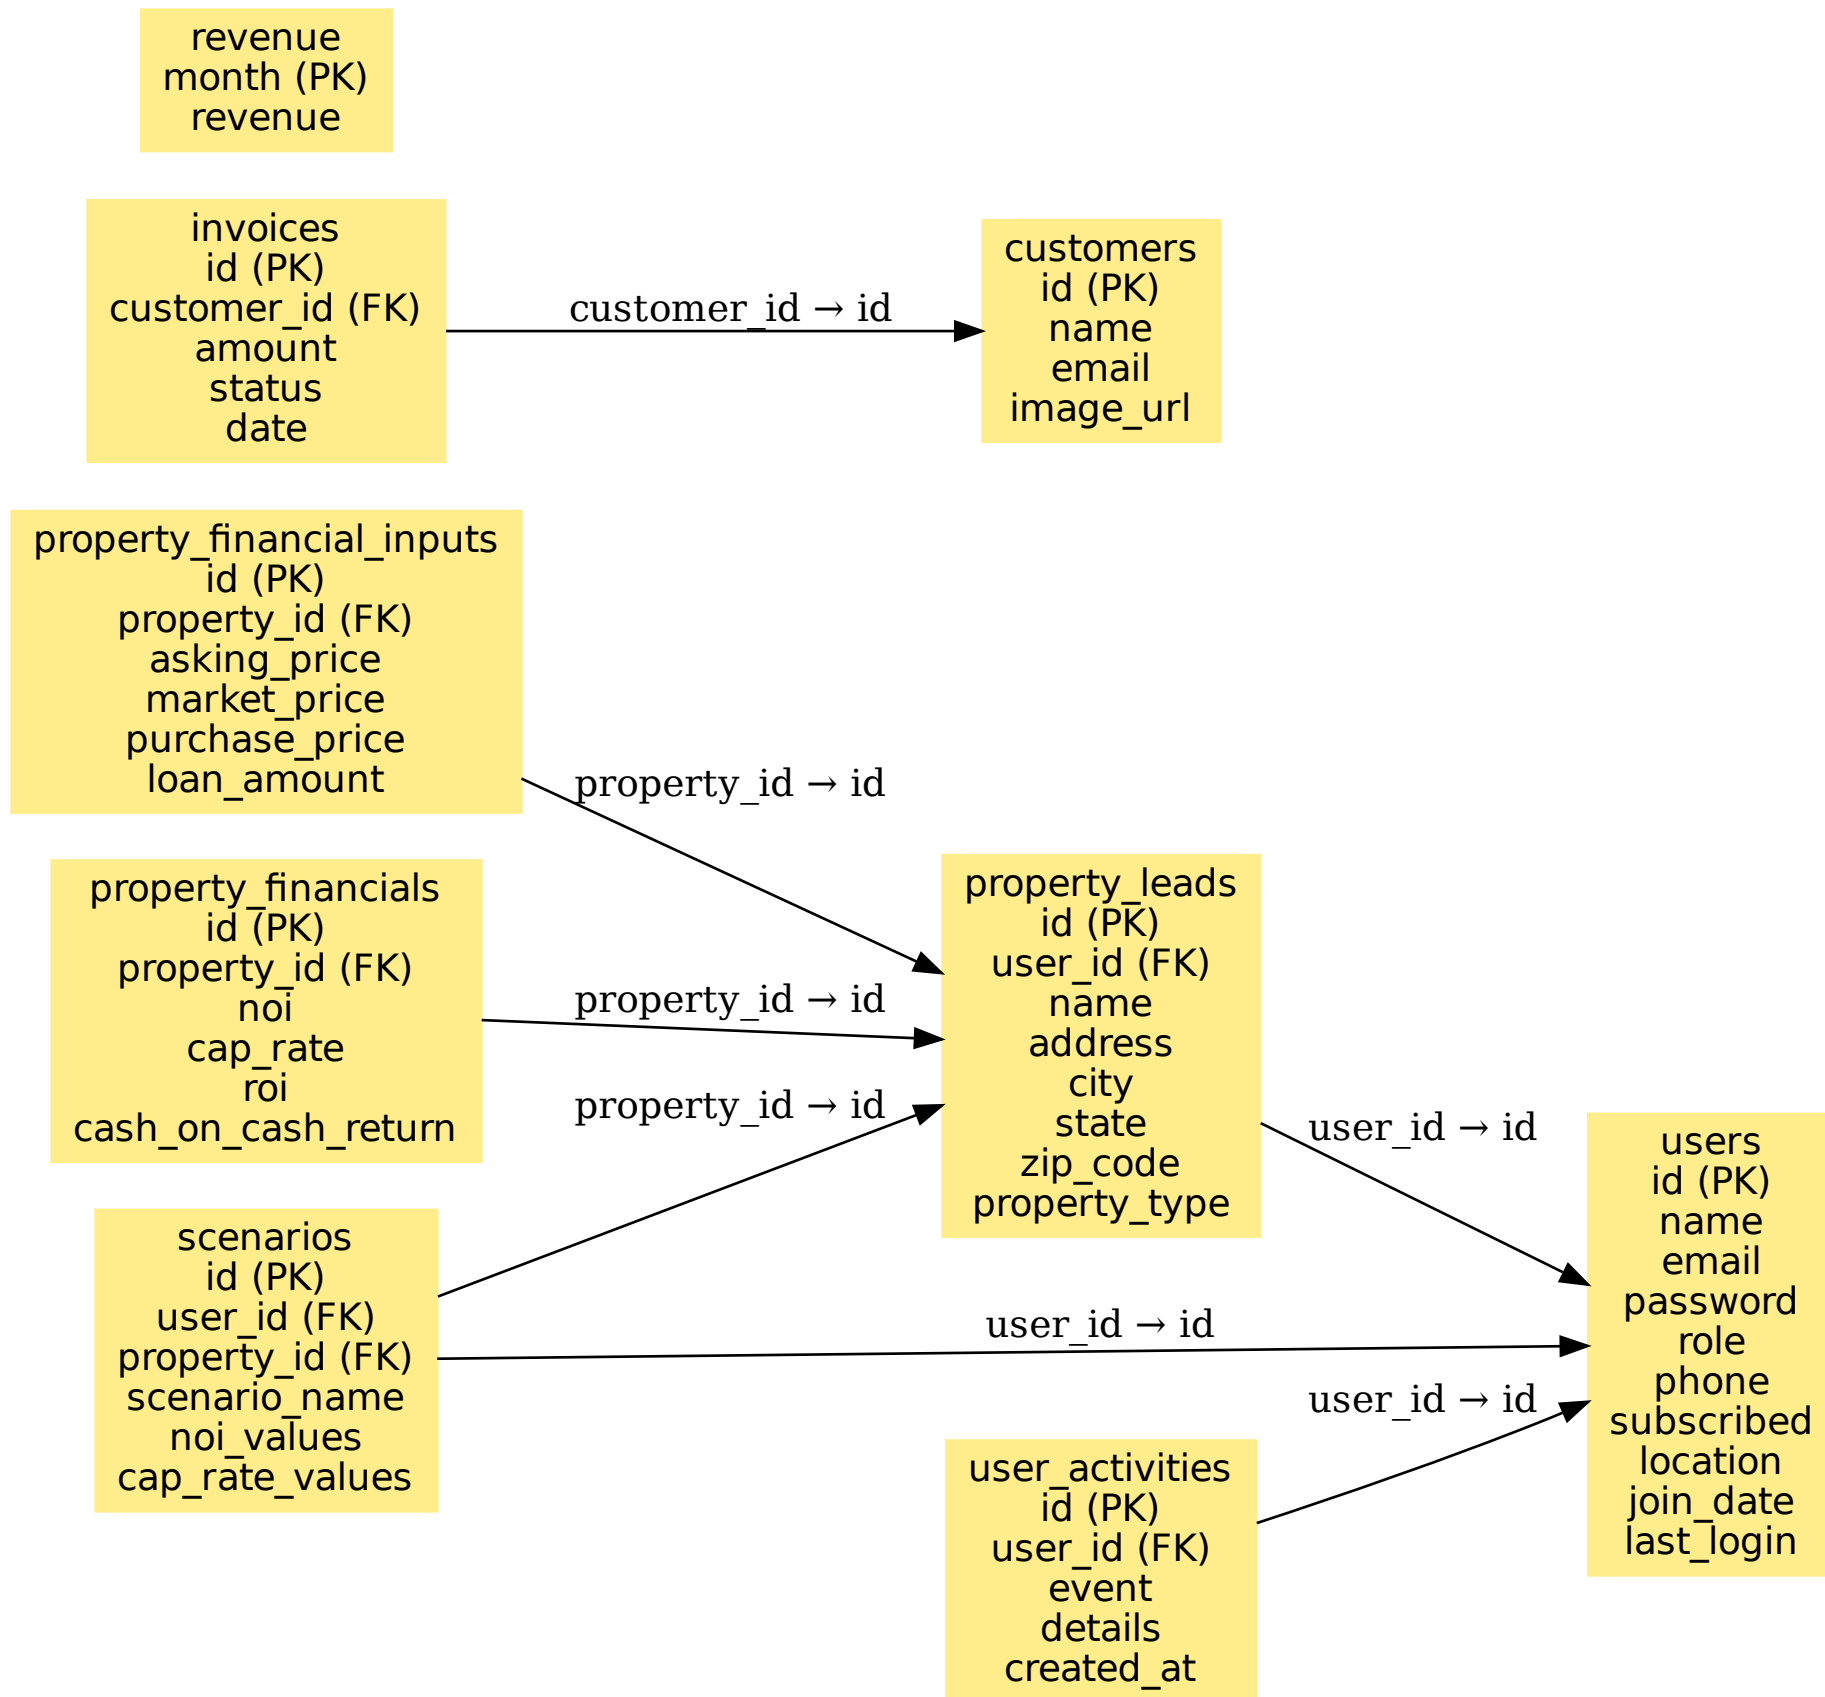 revenue
month (PK)
revenue
invoices
id (PK)
customer_id (FK)
amount
status
date
customer_id → id
customers
id (PK)
name
email
image_url
property_financial_inputs
id (PK)
property_id (FK)
asking_price
market_price
purchase_price
loan_amount
property_id → id
property_financials
id (PK)
property_id (FK)
noi
cap_rate
roi
cash_on_cash_return
property_id → id
scenarios
id (PK)
user_id (FK)
property_id (FK)
scenario_name
noi_values
cap_rate_values
property_id → id
user_id → id
property_leads
id (PK)
user_id (FK)
name
address
city
state
zip_code
property_type
user_id → id
user_activities
id (PK)
user_id (FK)
event
details
created_at
user_id → id
users
id (PK)
name
email
password
role
phone
subscribed
location
join_date
last_login